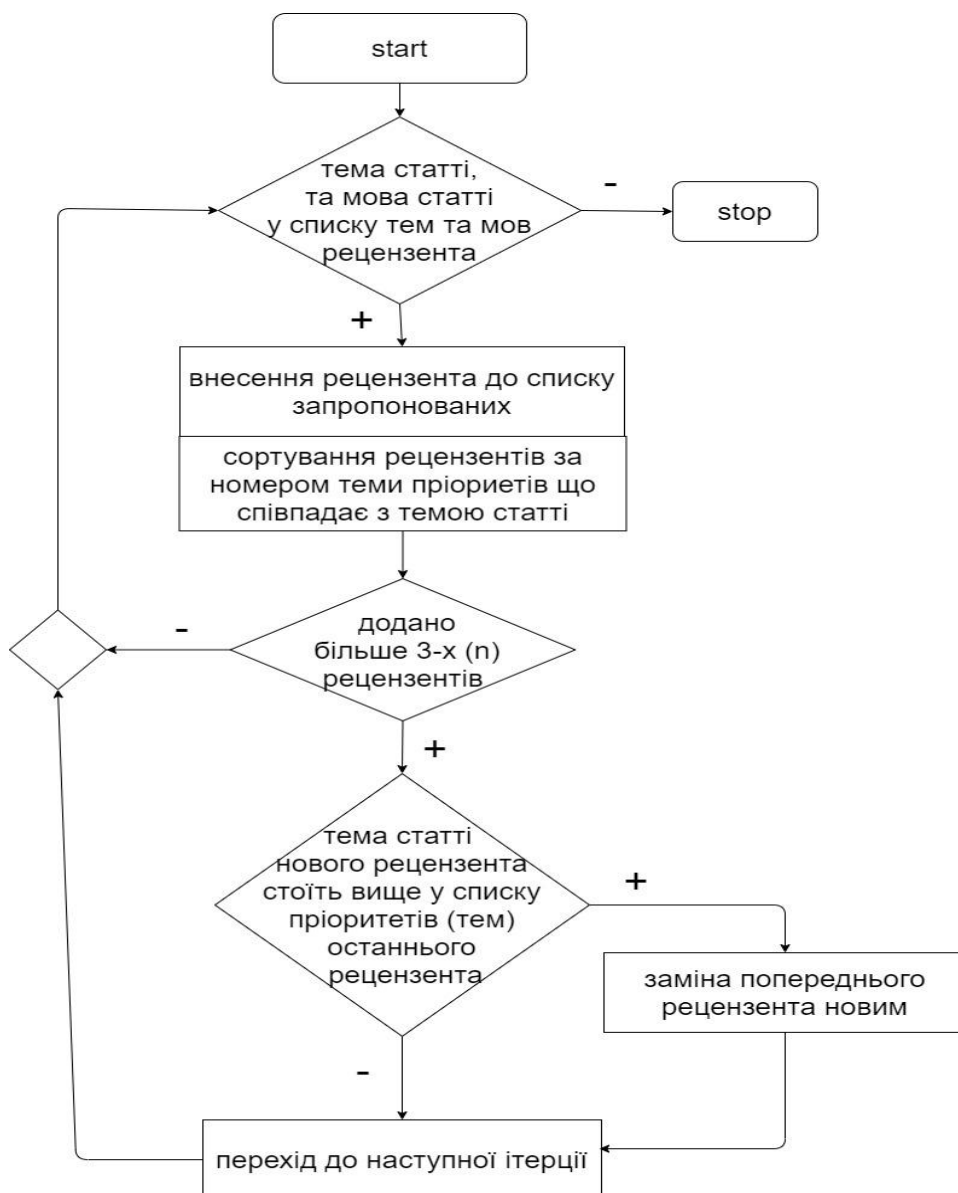 start
тема статті,
та мова статті
у списку тем та мов
рецензента
-
stop
+
внесення рецензента до списку
запропонованих
сортування рецензентів за
номером теми пріориетів що
співпадає з темою статті
-
додано
більше 3-х (n)
рецензентів
+
тема статті
нового рецензента
стоїть вище у списку
пріоритетів (тем)
останнього
рецензента
+
заміна попереднього
рецензента новим
-
перехід до наступної ітерції